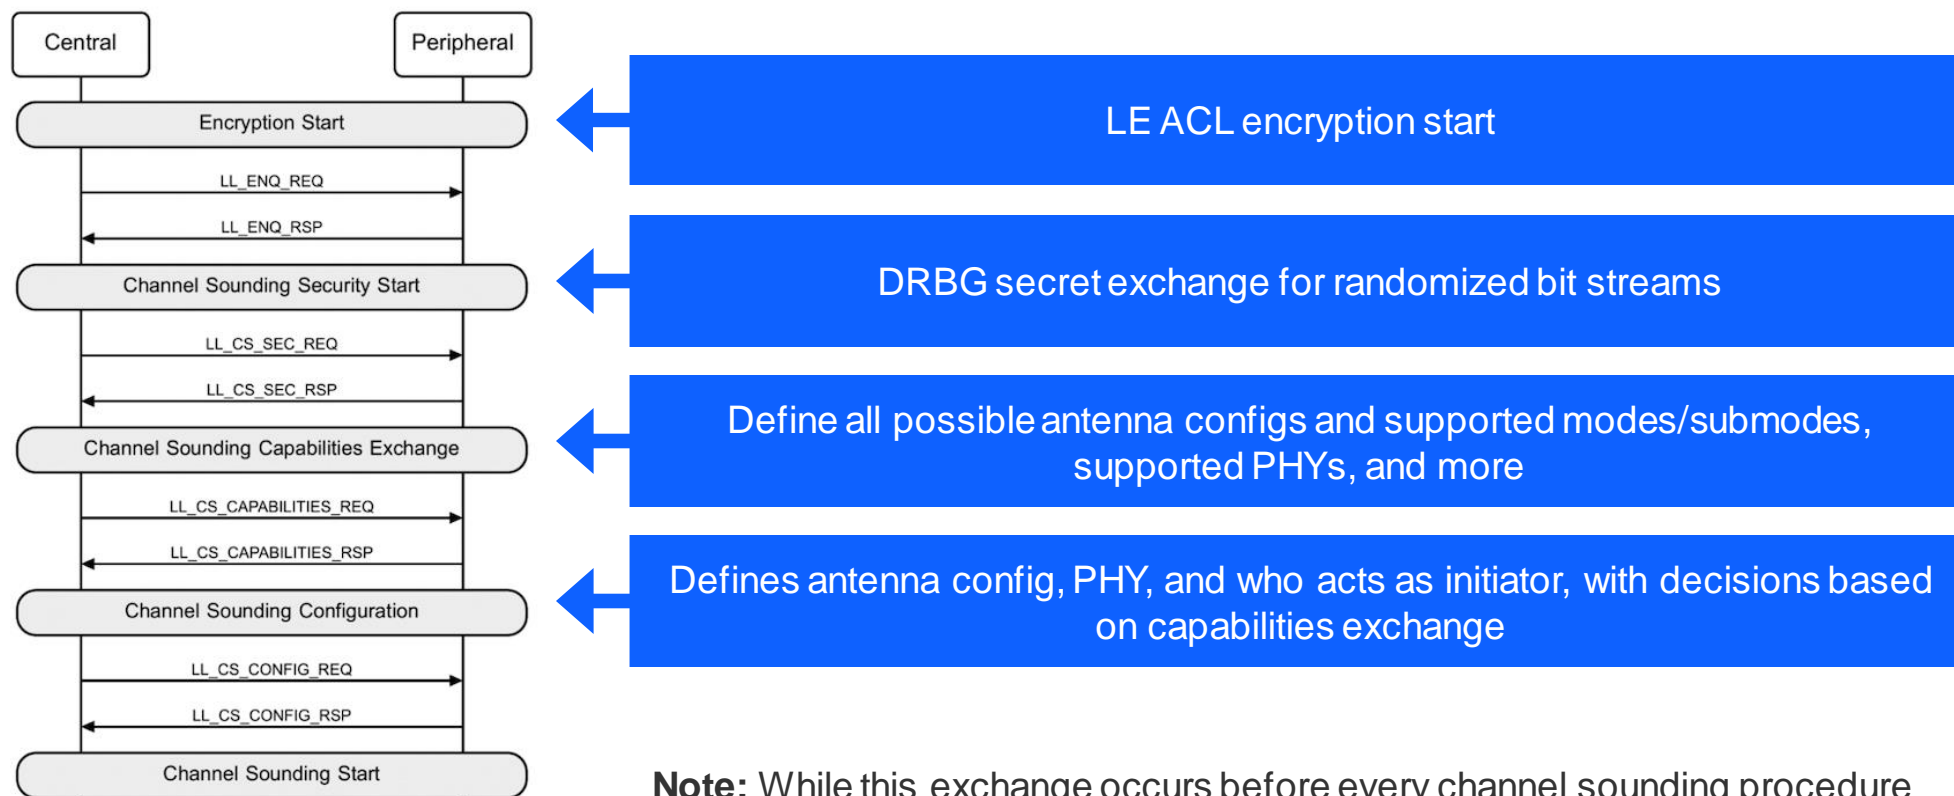 Central
Peripheral
Encryption Start
LE ACL encryption start
LL_ENQ_REQ
LL_ENQ_RSP
Channel Sounding Security Start
DRBG secret exchange for randomized bit streams
LL_CS_SEC_REQ
LL_CS_SEC_RSP
Channel Sounding Capabilities Exchange
Define all possible antenna configs and supported modes/submodes,
supported PHYs, and more
LL_CS_CAPABILITIES_REQ
LL_CS_CAPABILITIES_RSP
Channel Sounding Configuration
Defines antenna config, PHY, and who acts as initiator, with decisions based
on capabilities exchange
LL_CS_CONFIG_REQ
LL_CS_CONFIG_RSP
Channel Sounding Start
Note: While this exchange occurs before every channel sounding procedure